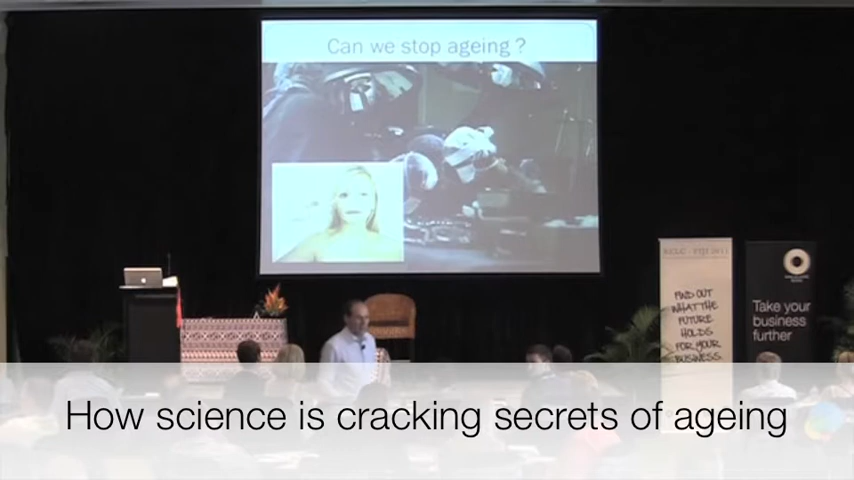 Can we stop ageing ?
FIND OUT
WHAT THE
FUTURE
HOLDS
FOR YOUR
BUSINESS
Take your
business
further
How science is cracking secrets of ageing